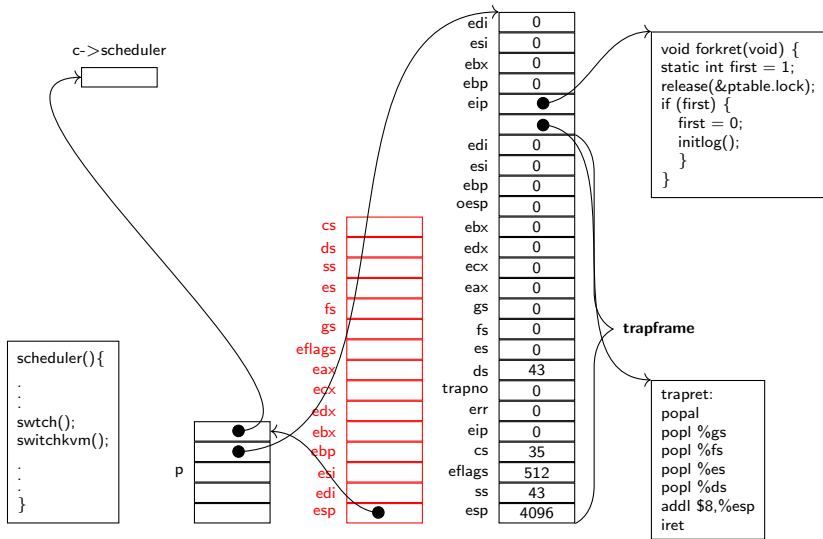 c->scheduler
scheduler(){
.
.
.
swtch();
switchkvm();
.
.
.
}
p
cs
ds
ss
es
fs
gs
eflags
eax
ecx
edx
ebx
ebp
esi
edi
esp
edi 0
esi 0
ebx 0
ebp 0
eip
edi 0
esi 0
ebp 0
oesp 0
ebx 0
edx 0
ecx 0
eax 0
gs 0
fs 0
es 0
ds 43
trapno 0
err 0
eip 0
cs 35
eflags 512
ss 43
esp 4096
void forkret(void) {
static int first = 1;
release(&ptable.lock);
if (first) {
first = 0;
initlog();
}
}
trapframe
trapret:
popal
popl %gs
popl %fs
popl %es
popl %ds
addl $8,%esp
iret